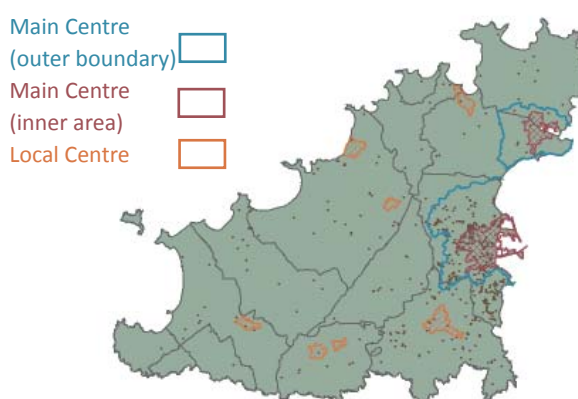 Main Centre
(outer boundary)
Main Centre
(inner area)
Local Centre